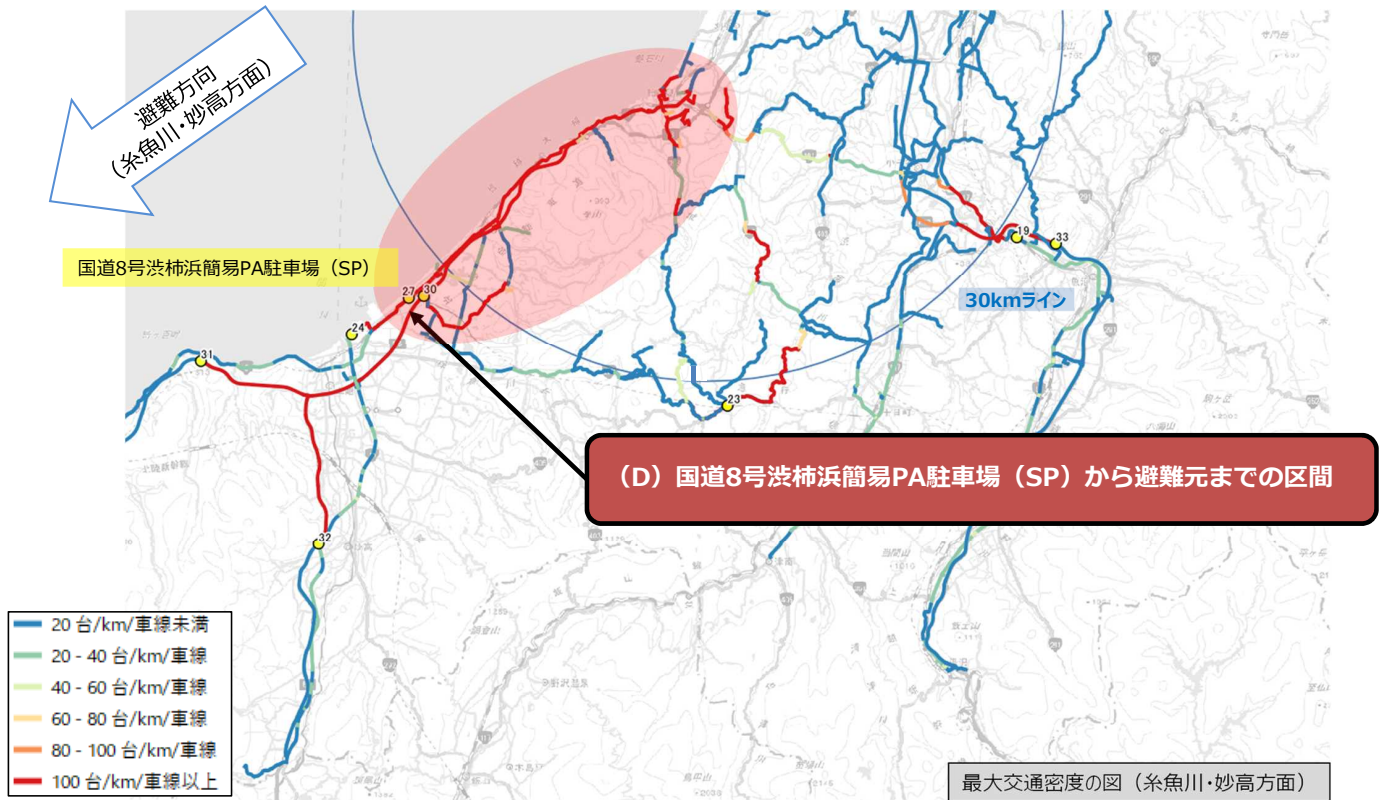 避難方向
(糸魚川・妙高方面)
国道8号渋柿浜簡易PA駐車場（SP）
27
30
24
31
19
33
30kmライン
23
（D）国道8号渋柿浜簡易PA駐車場（SP）から避難元までの区間
32
20 台/km/車線未満
20 - 40 台/km/車線
40 - 60 台/km/車線
60 - 80 台/km/車線
80 - 100 台/km/車線
100 台/km/車線以上
最大交通密度の図（糸魚川・妙高方面）